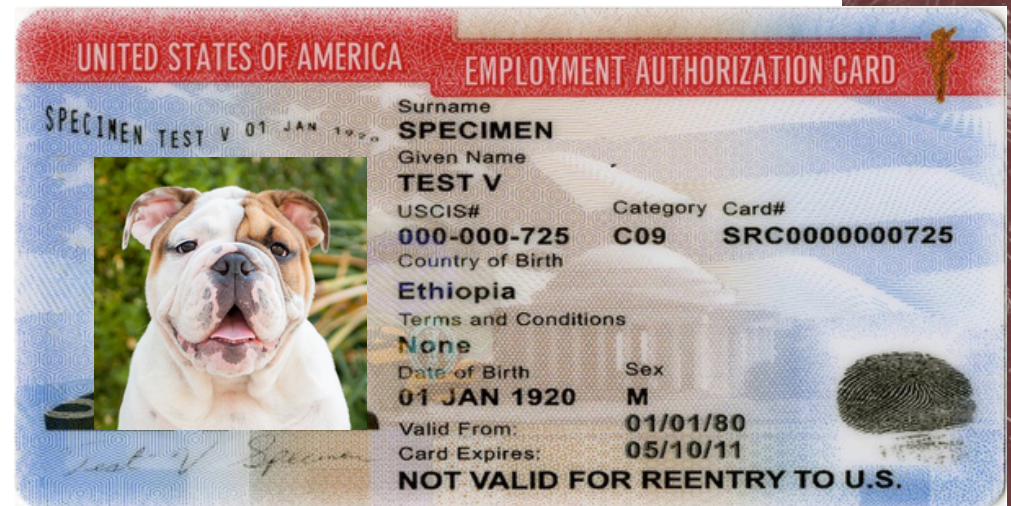 UNITED STATES OF AMERICA
EMPLOYMENT AUTHORIZATION CARD
SPECIMEN TEST V 01 JAN 1920
Surname
SPECIMEN
Given Name
TEST V
USCIS# Category Card#
000-000-725 C09 SRC0000000725
Country of Birth
Ethiopia
Terms and Conditions
None
Date of Birth Sex
01 JAN 1920 M
Valid From: 01/01/80
Card Expires: 05/10/11
NOT VALID FOR REENTRY TO U.S.
Test V Specimen